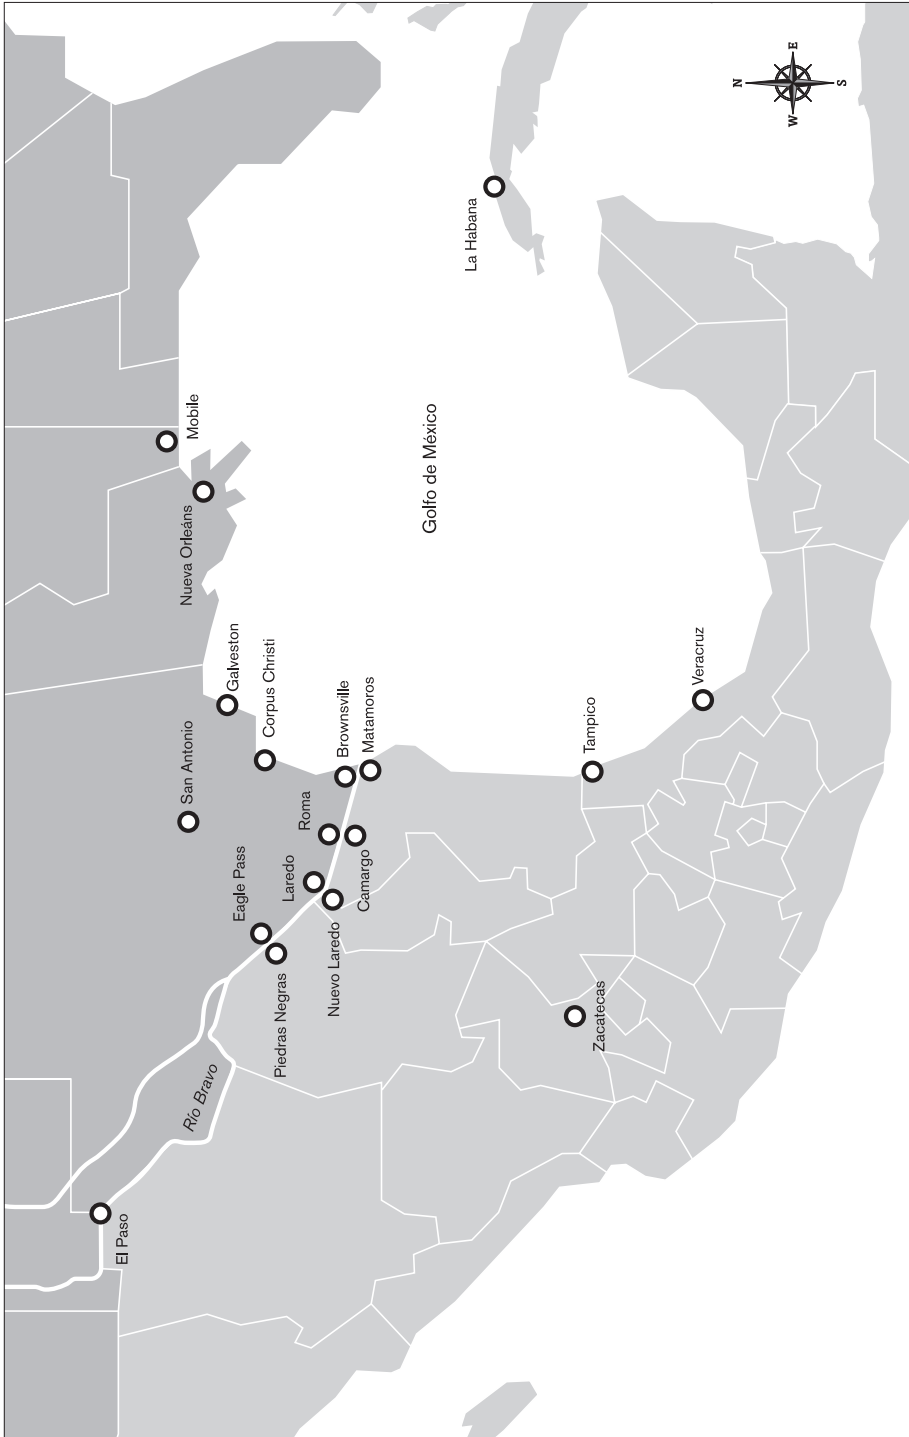 N
E
S
W
La Habana
Mobile
Nueva Orleáns
Golfo de México
Galveston
Corpus Christi
San Antonio
Brownsville
Matamoros
Tampico
Veracruz
Roma
Camargo
Laredo
Nuevo Laredo
Eagle Pass
Piedras Negras
Zacatecas
Río Bravo
El Paso